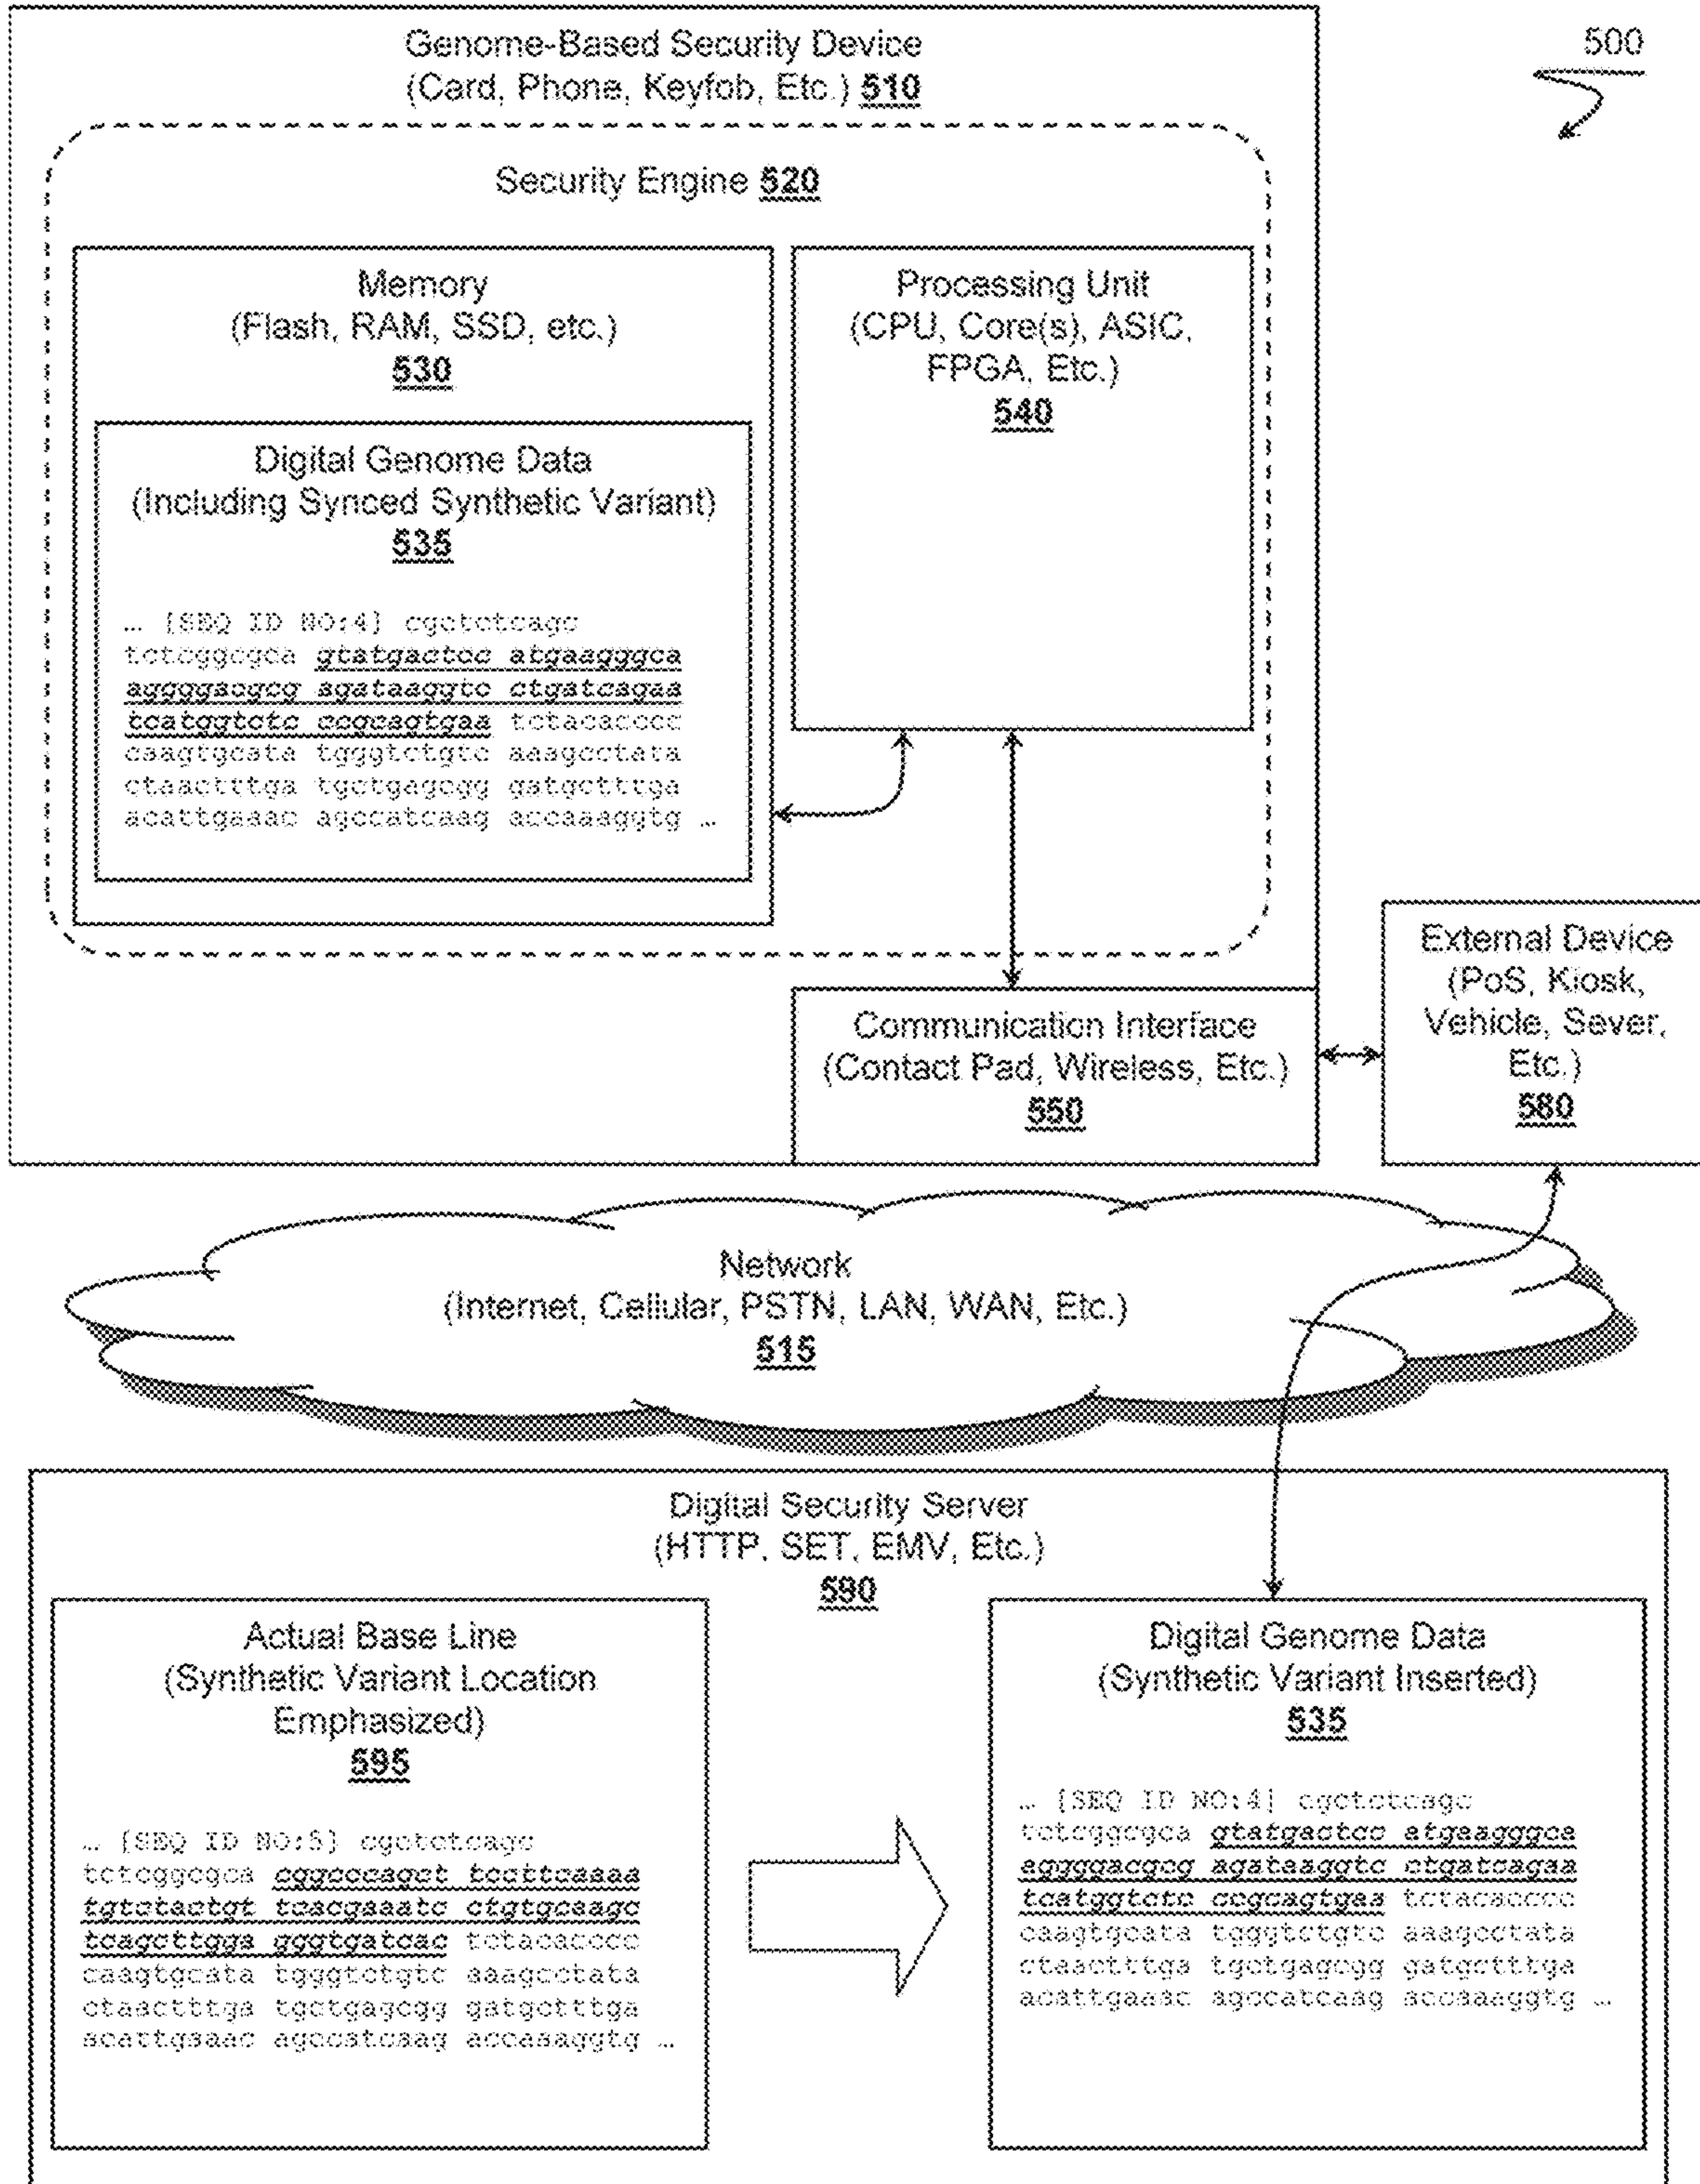 500
Genome-Based Security Device
(Card, Phone, Keyfob, Etc.) 510
Security Engine 520
Memory
(Flash, RAM, SSD, etc.)
530
Digital Genome Data
(Including Synced Synthetic Variant)
535
... [SEQ ID NO:4] cgctctcagc
tctcggcgca gtatgactcc atgaagggca
aggggacgcg agataaggtc ctgatcagaa
tcatggtctc ccgcagtgaa tctacacccc
caagtgcata tgggtctgtc aaagcctata
ctaactttga tgctgagcgg gatgctttga
acattgaaac agccatcaag accaaaggtg ...
Processing Unit
(CPU, Core(s), ASIC,
FPGA, Etc.)
540
Communication Interface
(Contact Pad, Wireless, Etc.)
550
External Device
(PoS, Kiosk,
Vehicle, Sever,
Etc.)
580
Network
(Internet, Cellular, PSTN, LAN, WAN, Etc.)
515
Digital Security Server
(HTTP, SET, EMV, Etc.)
590
Actual Base Line
(Synthetic Variant Location
Emphasized)
595
... [SEQ ID NO:5] cgctctcagc
tctcggcgca cggcccagct tccttcaaaa
tgtctactgt tcacgaaatc ctgtgcaagc
tcagcttgga gggtgatcac tctacacccc
caagtgcata tgggtctgtc aaagcctata
ctaactttga tgctgagcgg gatgctttga
acattgaaac agccatcaag accaaaggtg ...
Digital Genome Data
(Synthetic Variant Inserted)
535
... [SEQ ID NO:4] cgctctcagc
tctcggcgca gtatgactcc atgaagggca
aggggacgcg agataaggtc ctgatcagaa
tcatggtctc ccgcagtgaa tctacacccc
caagtgcata tgggtctgtc aaagcctata
ctaactttga tgctgagcgg gatgctttga
acattgaaac agccatcaag accaaaggtg ...